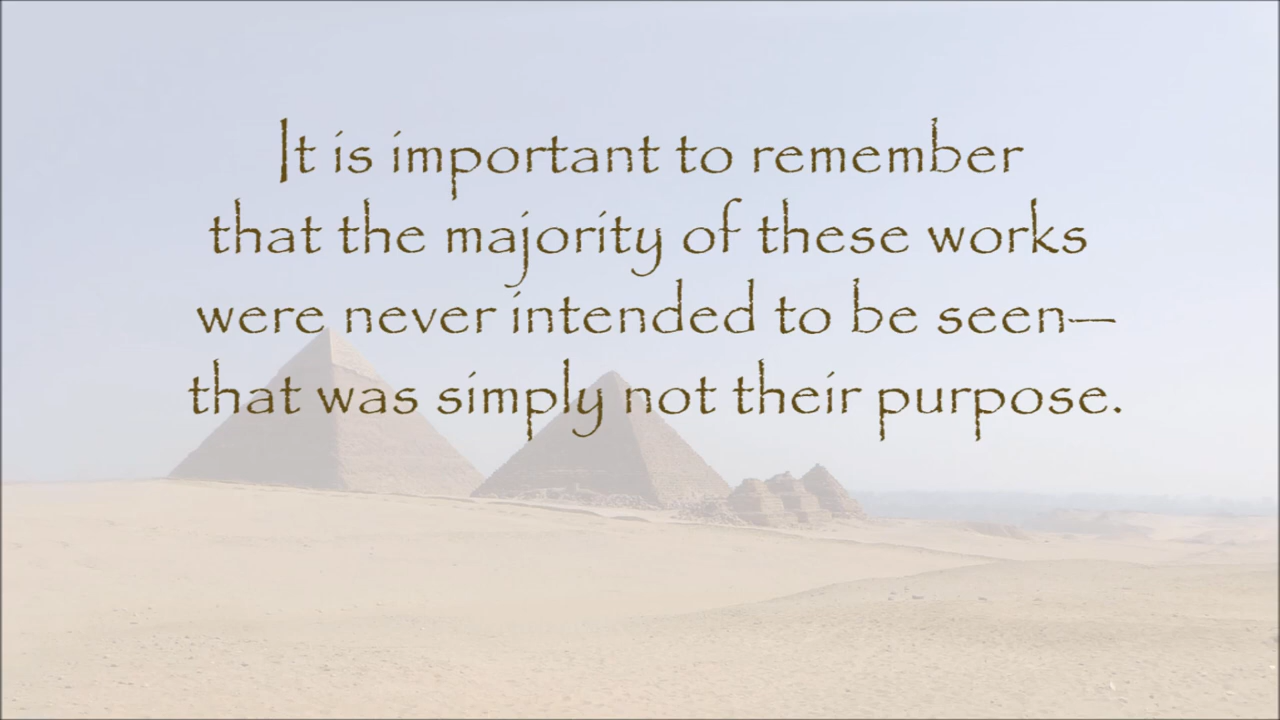 It is important to remember
that the majority of these works
were never intended to be seen—
that was simply not their purpose.